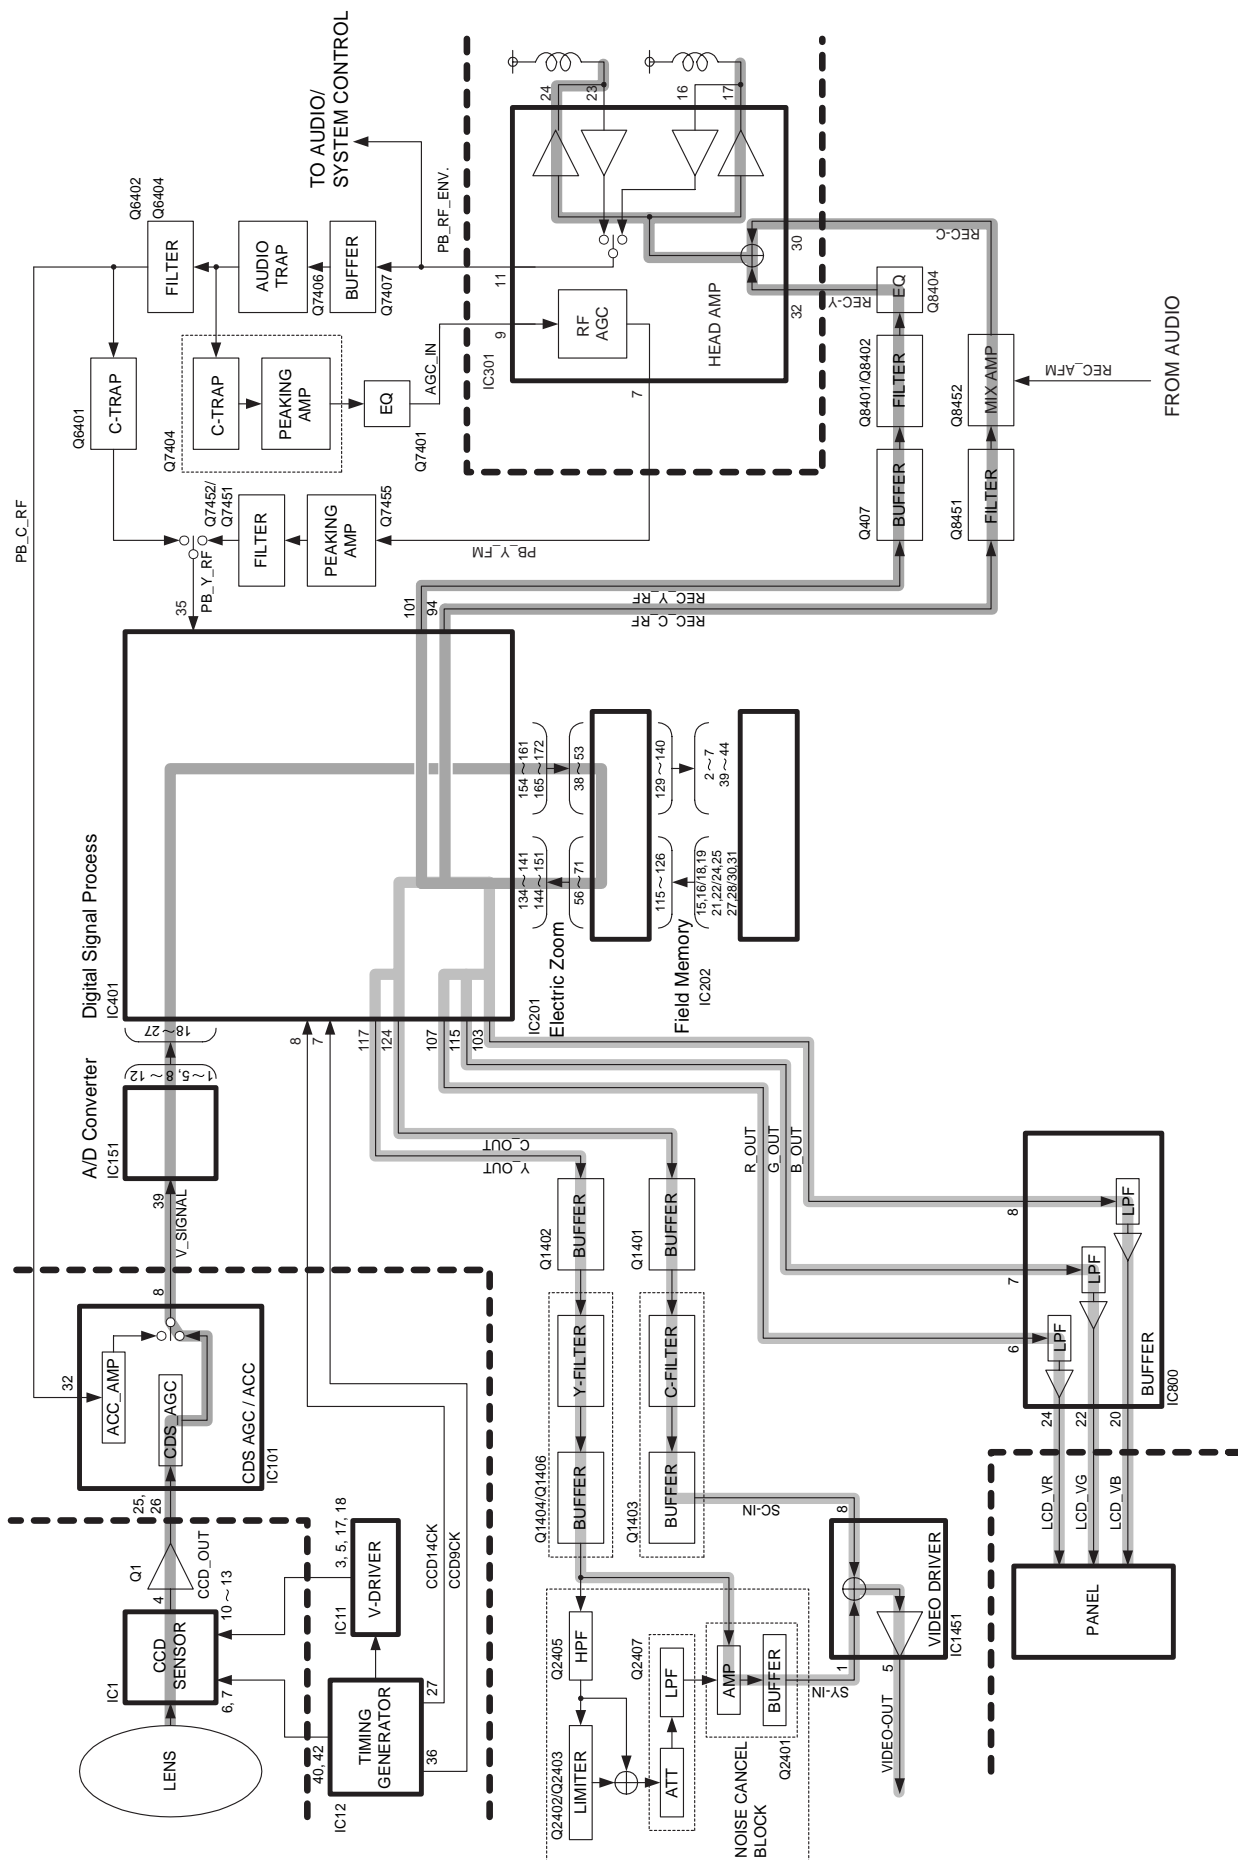 LENS
IC1
CCD
SENSOR
6, 7
4
Q1
CCD_OUT
10～13
25,
26
IC11
V-DRIVER
3, 5, 17, 18
IC12
TIMING
GENERATOR
40, 42
27
36
CCD14CK
CCD9CK
32
ACC_AMP
CDS_AGC
CDS AGC / ACC
IC101
8
V_SIGNAL
39
A/D Converter
IC151
1～5, 8～12
18～27
Digital Signal Process
IC401
8
7
117
124
107
115
103
35
101
94
PB_C_RF
PB_Y_RF
Q6401
C-TRAP
Q7404
C-TRAP
PEAKING
AMP
EQ
Q7401
AGC_IN
Q7452/
Q7451
FILTER
PEAKING
AMP
Q7455
PB_Y_FM
Q6402
Q6404
FILTER
AUDIO
TRAP
Q7406
BUFFER
Q7407
TO AUDIO/
SYSTEM CONTROL
PB_RF_ENV.
11
9
IC301
7
RF
AGC
HEAD AMP
24
23
16
17
30
32
REC-C
REC-Y
EQ
Q8404
Q8401/Q8402
FILTER
Q407
BUFFER
Q8452
MIX AMP
Q8451
FILTER
REC_AFM
FROM AUDIO
REC_Y_RF
REC_C_RF
134～141
144～151
154～161
165～172
56～71
38～53
IC201
Electric Zoom
115～126
129～140
15,16/18,19
21,22/24,25
27,28/30,31
2～7
39～44
Field Memory
IC202
C_OUT
Y_OUT
Q1402
BUFFER
Q1401
BUFFER
Y-FILTER
C-FILTER
Q1404/Q1406
BUFFER
Q1403
BUFFER
SC-IN
R_OUT
G_OUT
B_OUT
6
7
8
LPF
LPF
LPF
BUFFER
IC800
24
22
20
LCD_VR
LCD_VG
LCD_VB
PANEL
Q2405
HPF
Q2402/Q2403
LIMITER
Q2407
LPF
ATT
AMP
BUFFER
Q2401
NOISE CANCEL
BLOCK
SY-IN
1
8
5
VIDEO DRIVER
IC1451
VIDEO-OUT